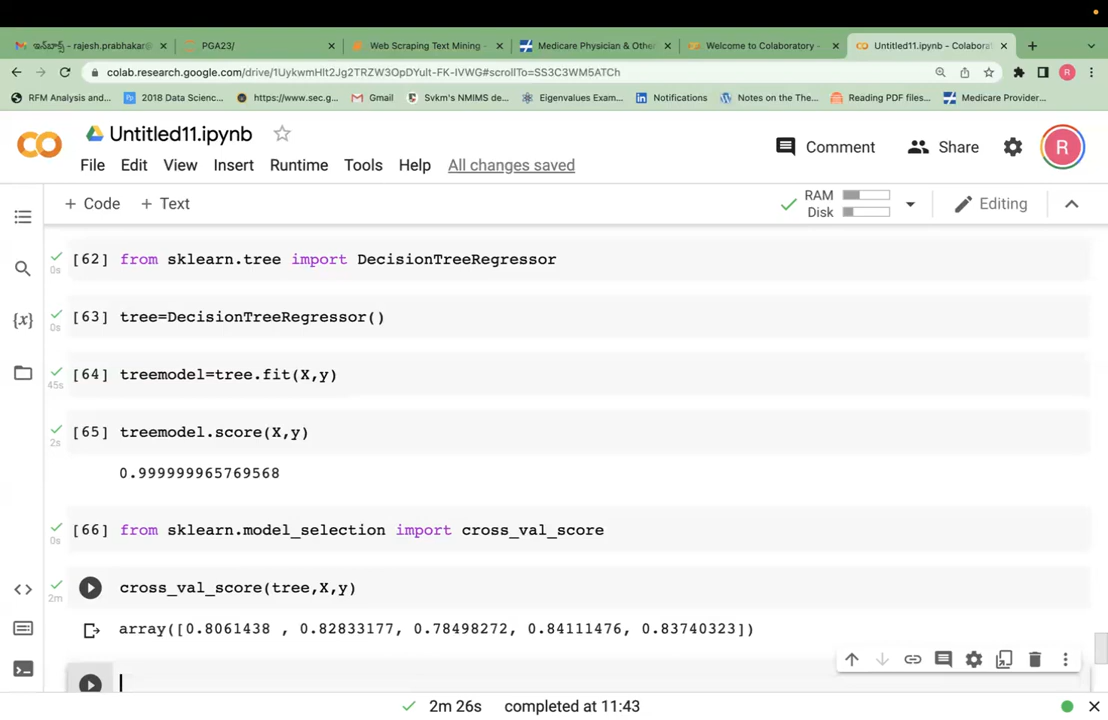 ఇన్‌బాక్స్ - rajesh.prabhakar@
PGA23/
Web Scraping Text Mining -
Medicare Physician & Other
Welcome to Colaboratory -
Untitled11.ipynb - Colaborat
colab.research.google.com/drive/1UykwmHlt2Jg2TRZW3OpDYuIt-FK-IVWG#scrollTo=SS3C3WM5ATCh
R
RFM Analysis and...
2018 Data Scienc...
https://www.sec.g...
Gmail
Svkm's NMIMS de...
Eigenvalues Exam...
Notifications
Notes on the The...
Reading PDF files...
Medicare Provider...
Untitled11.ipynb
Comment
Share
R
File Edit View Insert Runtime Tools Help All changes saved
+ Code + Text
RAM
Disk
Editing
[62] from sklearn.tree import DecisionTreeRegressor
0s
[63] tree=DecisionTreeRegressor()
0s
[64] treemodel=tree.fit(X,y)
45s
[65] treemodel.score(X,y)
2s
0.999999965769568
[66] from sklearn.model_selection import cross_val_score
0s
cross_val_score(tree,X,y)
2m
array([0.8061438 , 0.82833177, 0.78498272, 0.84111476, 0.83740323])
2m 26s completed at 11:43